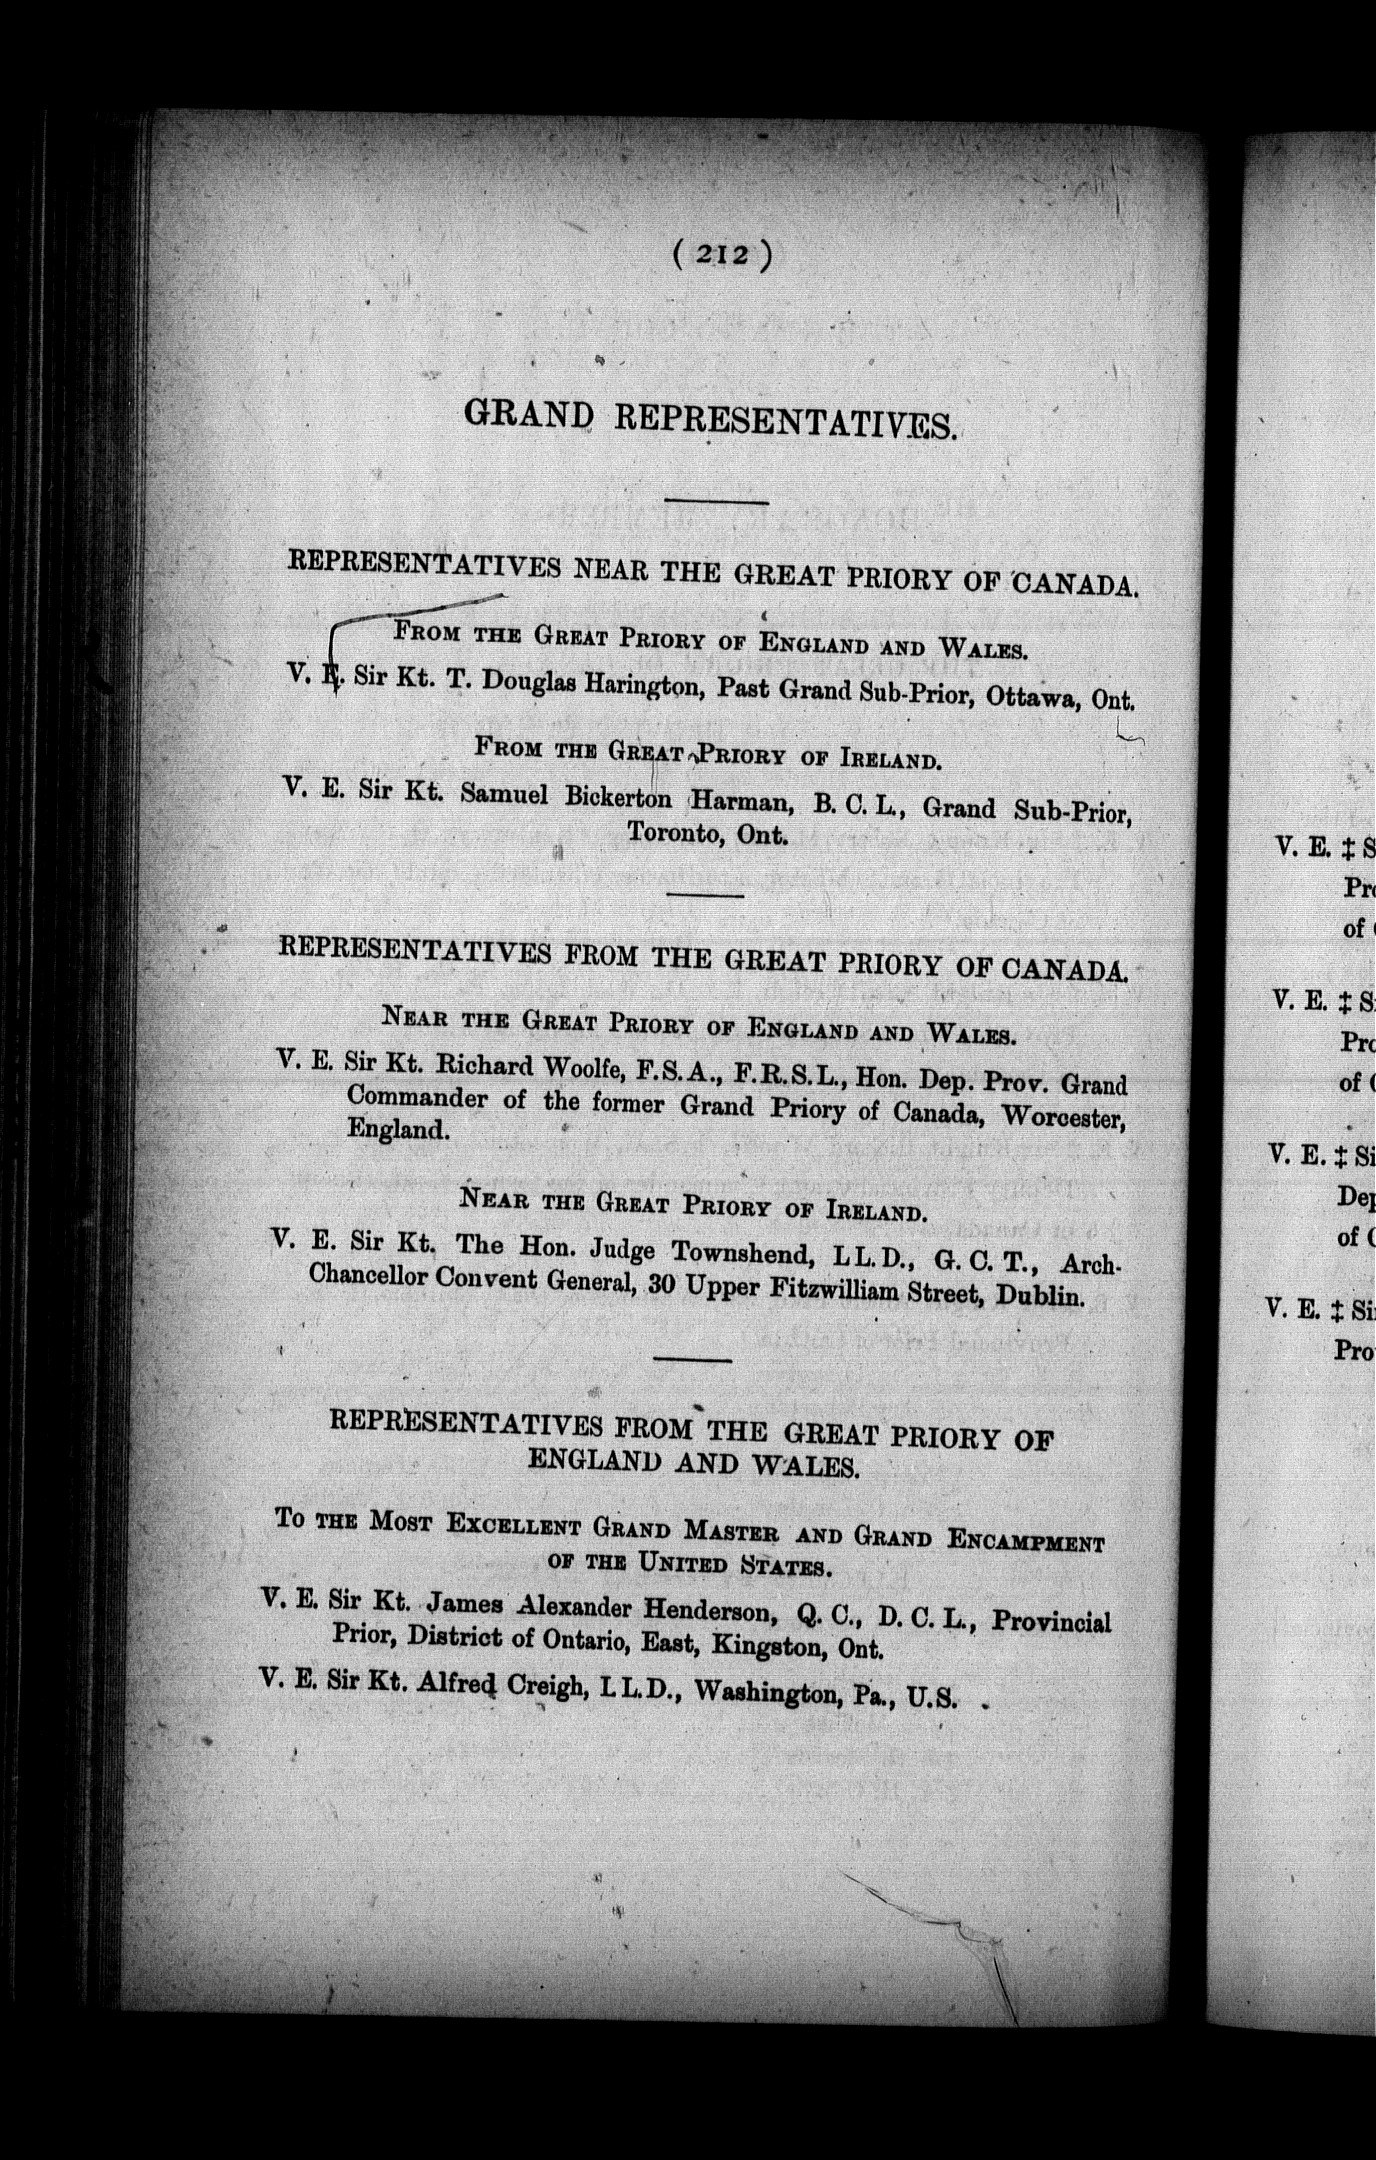 ( 212 )
GRAND REPRESENTATIVES.
REPRESENTATIVES NEAR THE GREAT PRIORY OF CANADA.
FROM THE GREAT PRIORY OF ENGLAND AND WALES.
V. E. Sir Kt. T. Douglas Harington, Past Grand Sub-Prior, Ottawa, Ont.
FROM THE GREAT PRIORY OF IRELAND.
V. E. Sir Kt. Samuel Bickerton Harman, B. C. L., Grand Sub-Prior,
Toronto, Ont.
REPRESENTATIVES FROM THE GREAT PRIORY OF CANADA.
NEAR THE GREAT PRIORY OF ENGLAND AND WALES.
V. E. Sir Kt. Richard Woolfe, F.S.A., F.R.S.L., Hon. Dep. Prov. Grand
Commander of the former Grand Priory of Canada, Worcester,
England.
NEAR THE GREAT PRIORY OF IRELAND.
V. E. Sir Kt. The Hon. Judge Townshend, LL.D., G. C. T., Arch-
Chancellor Convent General, 30 Upper Fitzwilliam Street, Dublin.
REPRESENTATIVES FROM THE GREAT PRIORY OF
ENGLAND AND WALES.
TO THE MOST EXCELLENT GRAND MASTER AND GRAND ENCAMPMENT
OF THE UNITED STATES.
V. E. Sir Kt. James Alexander Henderson, Q. C., D. C. L., Provincial
Prior, District of Ontario, East, Kingston, Ont.
V. E. Sir Kt. Alfred Creigh, LL.D., Washington, Pa., U.S.
V. E. ‡
of
V. E. ‡
of
V. E. ‡
of
V. E. ‡